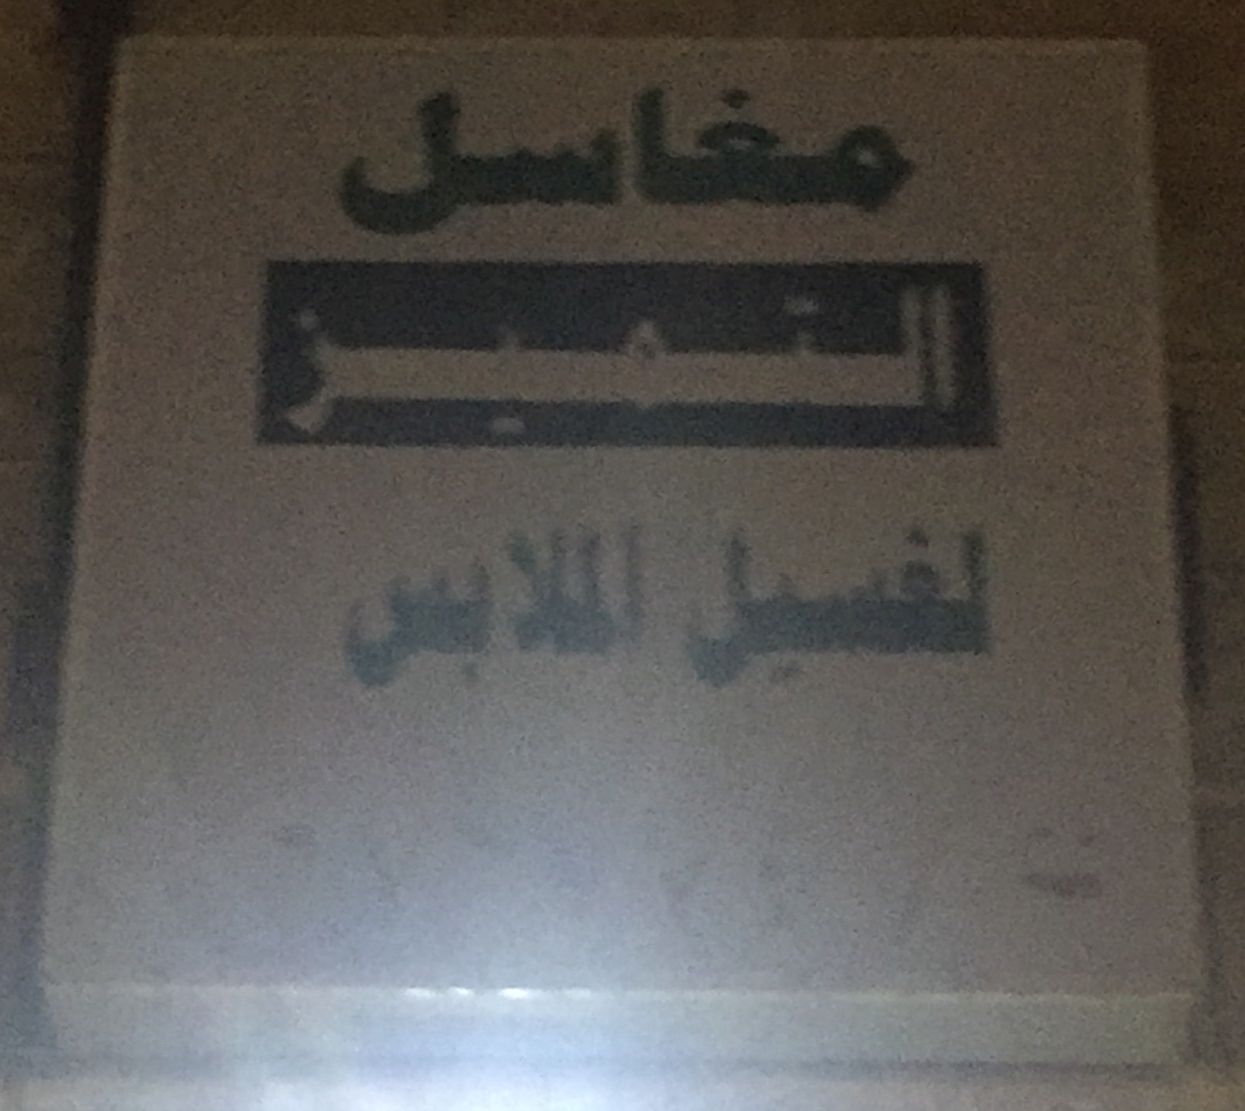 مغاسل
التميز
لغسيل الملابس